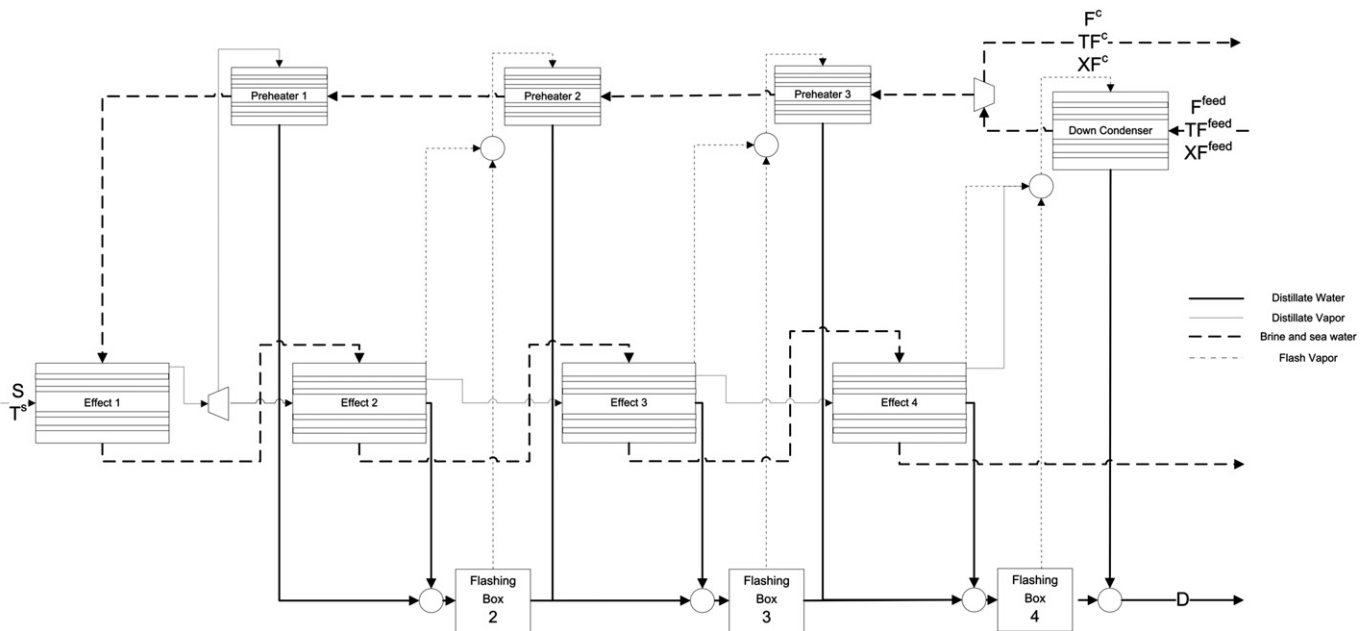 F^c
TF^c
XF^c
Preheater 1
Preheater 2
Preheater 3
Down Condenser
F^feed
TF^feed
XF^feed
Distillate Water
Distillate Vapor
Brine and sea water
Flash Vapor
S
T^s
Effect 1
Effect 2
Effect 3
Effect 4
Flashing
Box
2
Flashing
Box
3
Flashing
Box
4
D